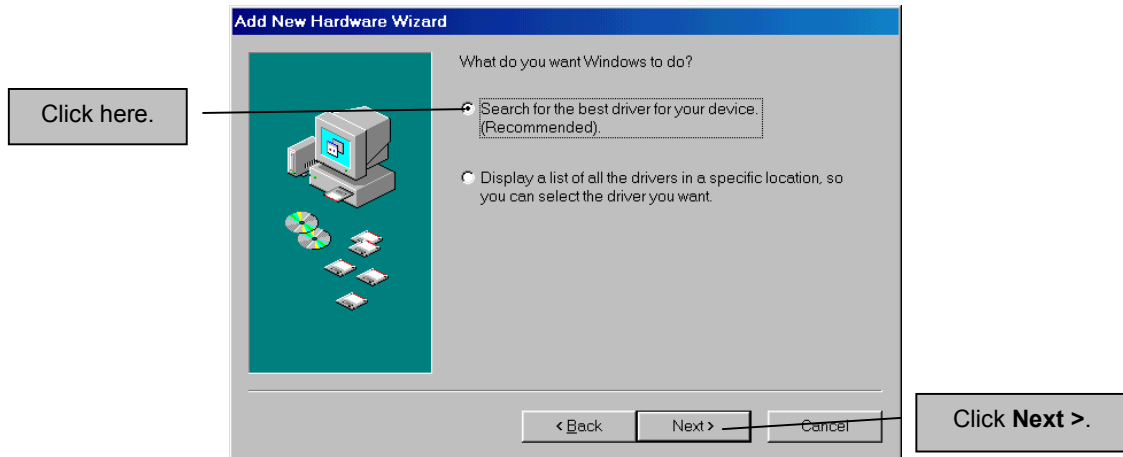 Add New Hardware Wizard
What do you want Windows to do?
Click here.
Search for the best driver for your device.
(Recommended).
Display a list of all the drivers in a specific location, so
you can select the driver you want.
< Back
Next >
Cancel
Click Next >.